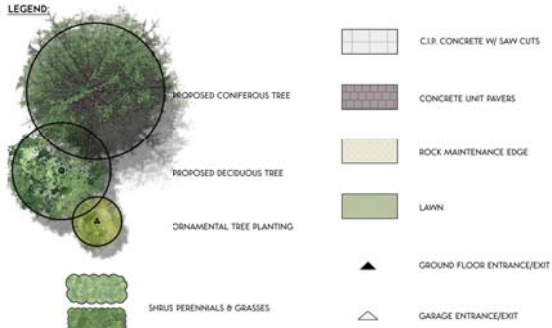 LEGEND:
PROPOSED CONIFEROUS TREE
PROPOSED DECIDUOUS TREE
ORNAMENTAL TREE PLANTING
SHRUS PERENNIALS & GRASSES
C.I.P. CONCRETE W/ SAW CUTS
CONCRETE UNIT PAVERS
ROCK MAINTENANCE EDGE
LAWN
GROUND FLOOR ENTRANCE/EXIT
GARAGE ENTRANCE/EXIT